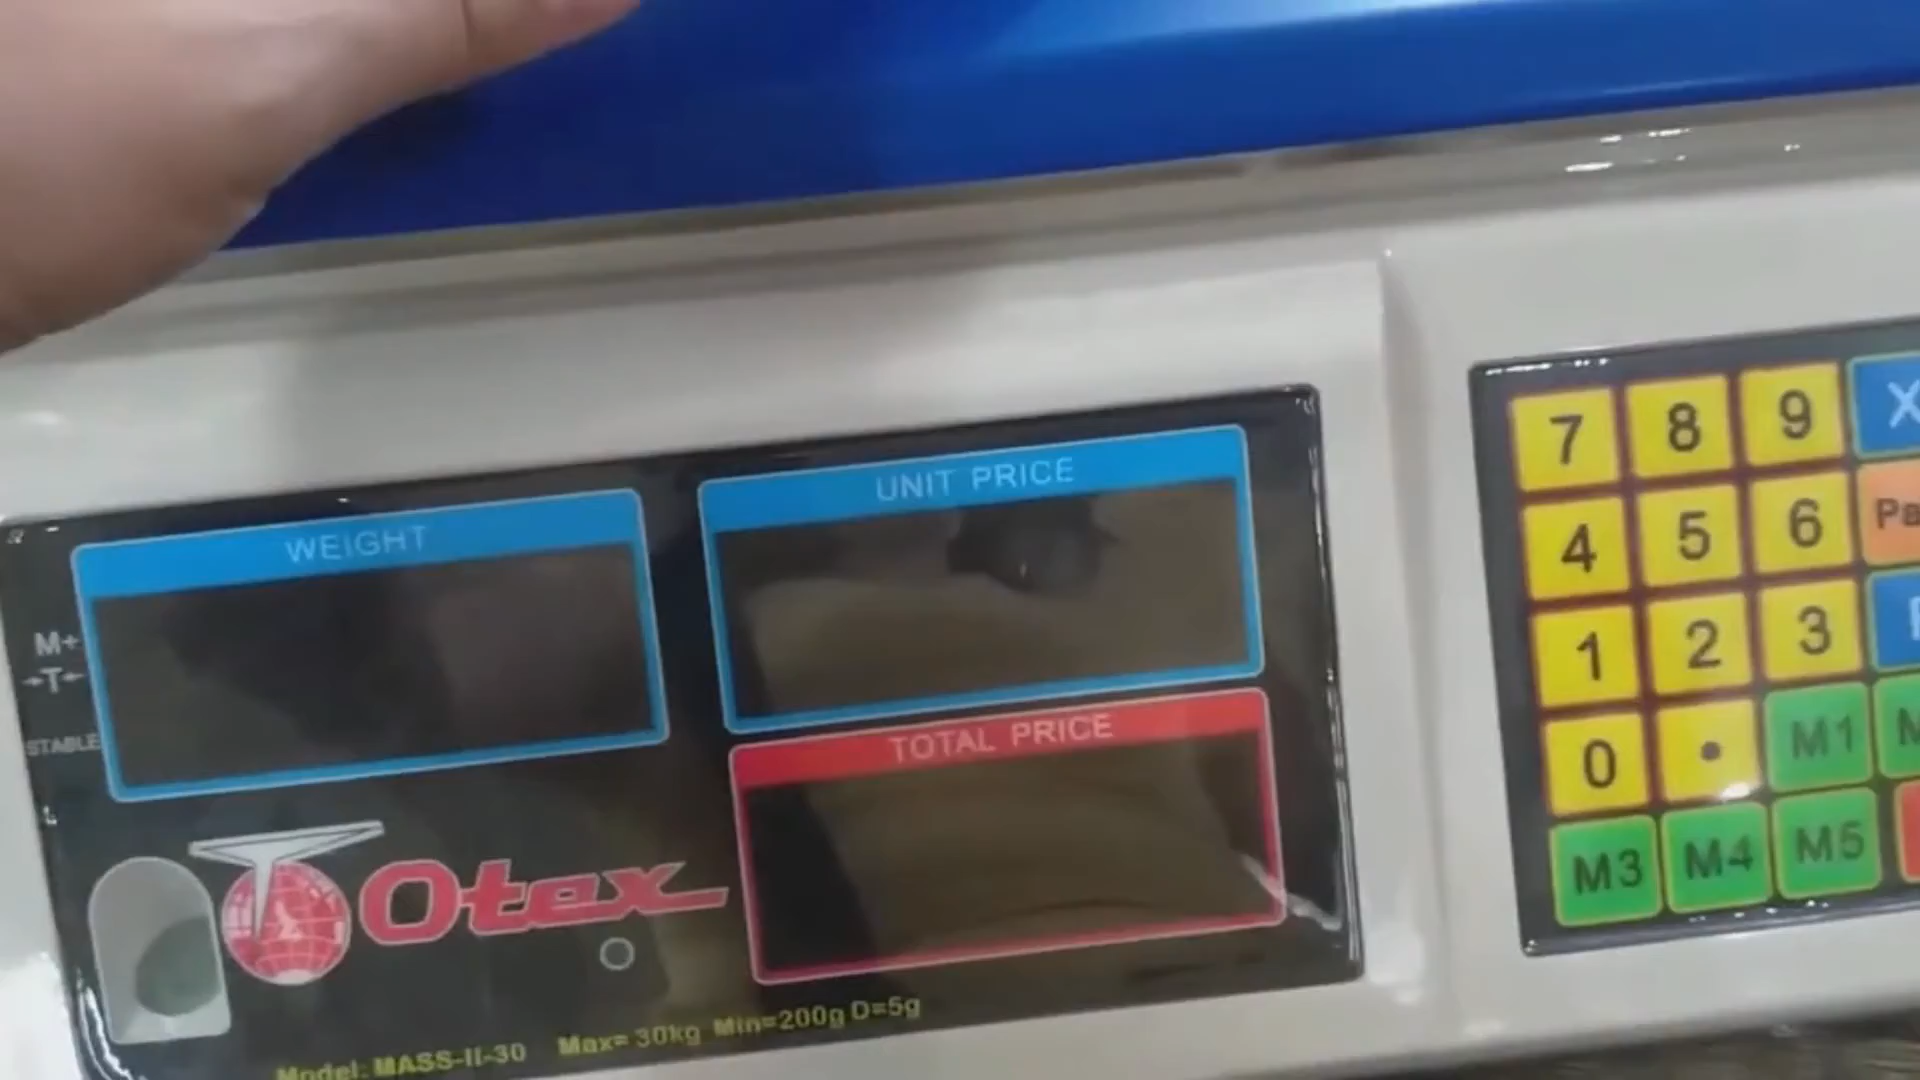 WEIGHT
UNIT PRICE
M+
→T←
STABLE
TOTAL PRICE
Otex
Model: MASS-II-30 Max= 30kg Min=200g D=5g
7 8 9 X
4 5 6
1 2 3
0 . M1
M3 M4 M5